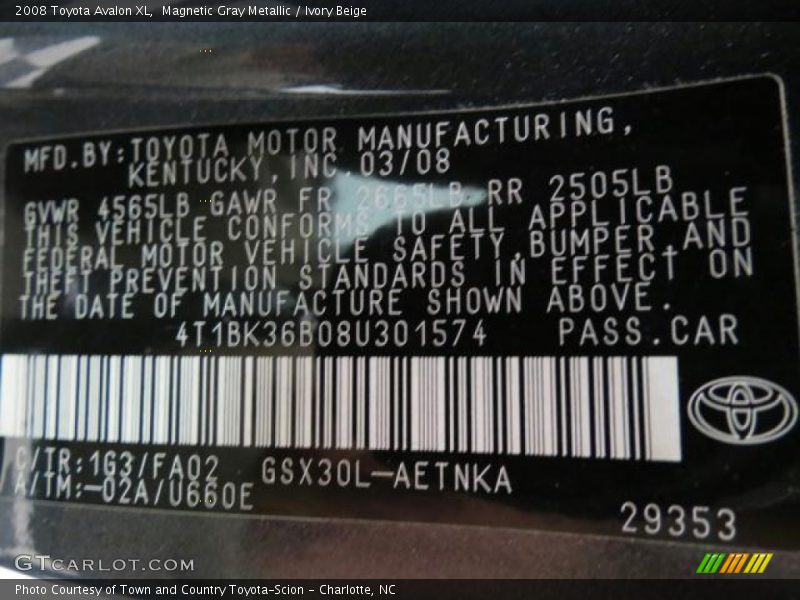 2008 Toyota Avalon XL,  Magnetic Gray Metallic / Ivory Beige
MFD.BY:TOYOTA MOTOR MANUFACTURING,
KENTUCKY,INC.03/08
GVWR 4565LB GAWR FR 2665LB RR 2505LB
THIS VEHICLE CONFORMS TO ALL APPLICABLE
FEDERAL MOTOR VEHICLE SAFETY,BUMPER,AND
THEFT PREVENTION STANDARDS IN EFFECT ON
THE DATE OF MANUFACTURE SHOWN ABOVE.
4T1BK36B08U301574 PASS.CAR
C/TR:1G3/FA02 GSX30L-AETNKA
A/TM:-02A/U660E
29353
GTCARLOT.COM
Photo Courtesy of Town and Country Toyota-Scion - Charlotte, NC